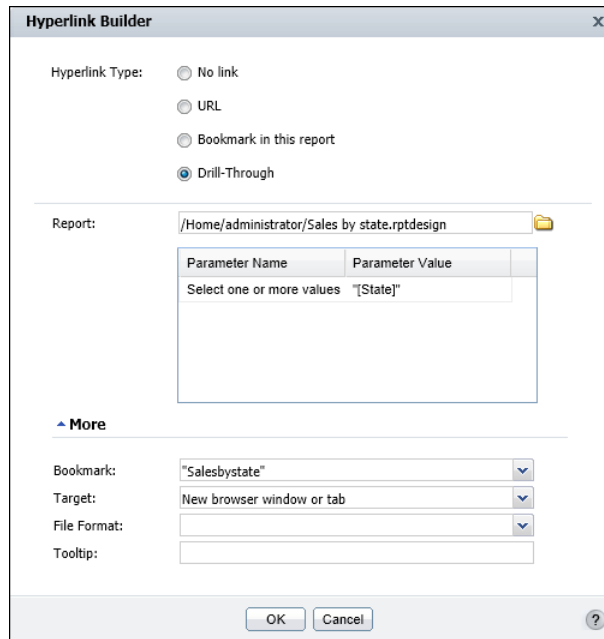 Hyperlink Builder x
Hyperlink Type: No link
URL
Bookmark in this report
Drill-Through
Report: /Home/administrator/Sales by state.rptdesign
Parameter Name Parameter Value
Select one or more values "[State]"
More
Bookmark: "Salesbystate"
Target: New browser window or tab
File Format:
Tooltip:
OK Cancel ?